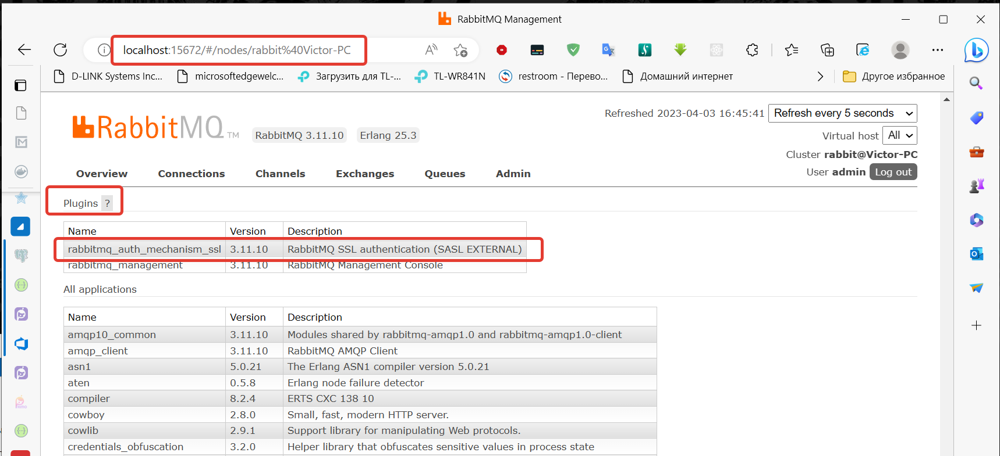 RabbitMQ Management
localhost:15672/#/nodes/rabbit%40Victor-PC
D-LINK Systems Inc... microsoftedgewelc... Загрузить для TL-... TL-WR841N restroom - Перево... Домашний интернет Другое избранное
Refreshed 2023-04-03 16:45:41 Refresh every 5 seconds
RabbitMQ TM RabbitMQ 3.11.10 Erlang 25.3
Virtual host All
Cluster rabbit@Victor-PC
User admin Log out
Overview Connections Channels Exchanges Queues Admin
Plugins ?
Name Version Description
rabbitmq_auth_mechanism_ssl 3.11.10 RabbitMQ SSL authentication (SASL EXTERNAL)
rabbitmq_management 3.11.10 RabbitMQ Management Console
All applications
Name Version Description
amqp10_common 3.11.10 Modules shared by rabbitmq-amqp1.0 and rabbitmq-amqp1.0-client
amqp_client 3.11.10 RabbitMQ AMQP Client
asn1 5.0.21 The Erlang ASN1 compiler version 5.0.21
aten 0.5.8 Erlang node failure detector
compiler 8.2.4 ERTS CXC 138 10
cowboy 2.8.0 Small, fast, modern HTTP server.
cowlib 2.9.1 Support library for manipulating Web protocols.
credentials_obfuscation 3.2.0 Helper library that obfuscates sensitive values in process state